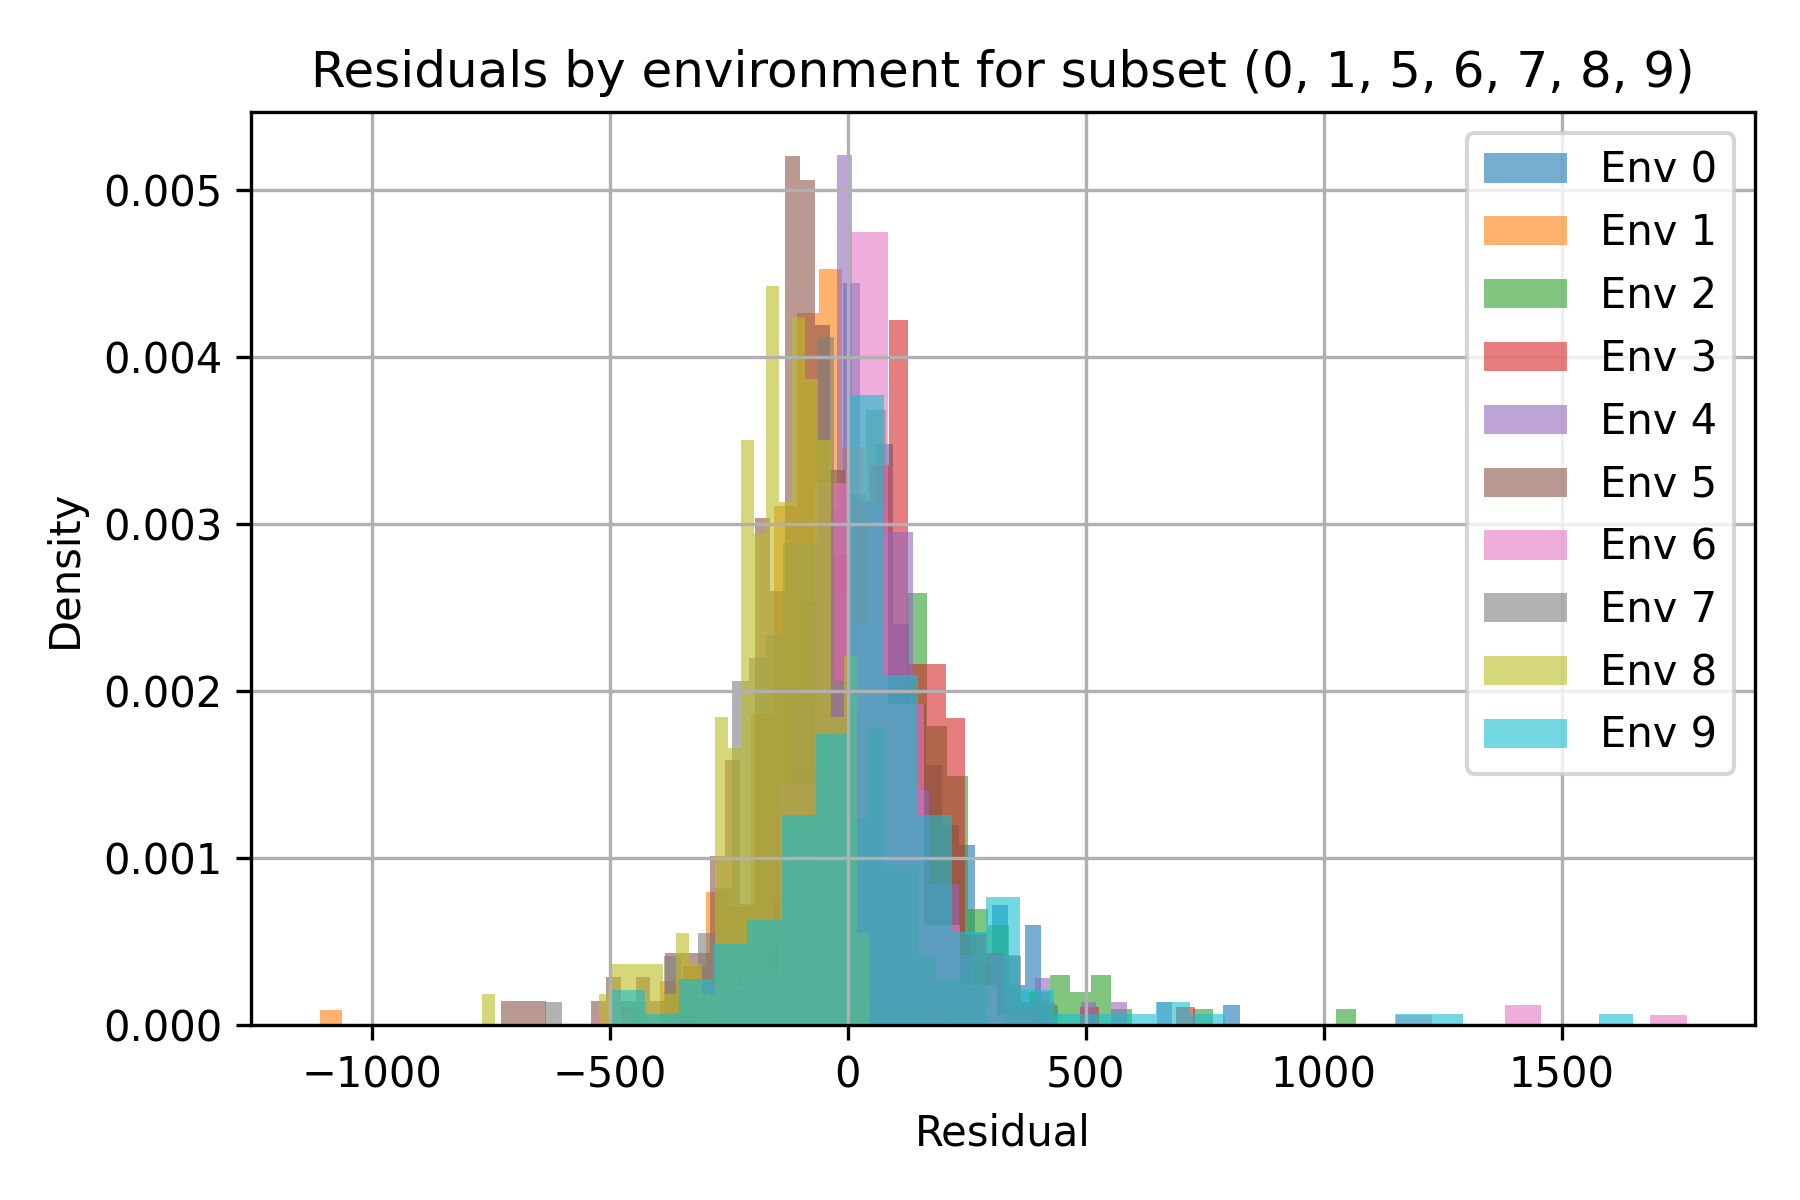 Residuals by environment for subset (0, 1, 5, 6, 7, 8, 9)
Density
0.005
0.004
0.003
0.002
0.001
0.000
−1000
−500
0
500
1000
1500
Residual
Env 0
Env 1
Env 2
Env 3
Env 4
Env 5
Env 6
Env 7
Env 8
Env 9